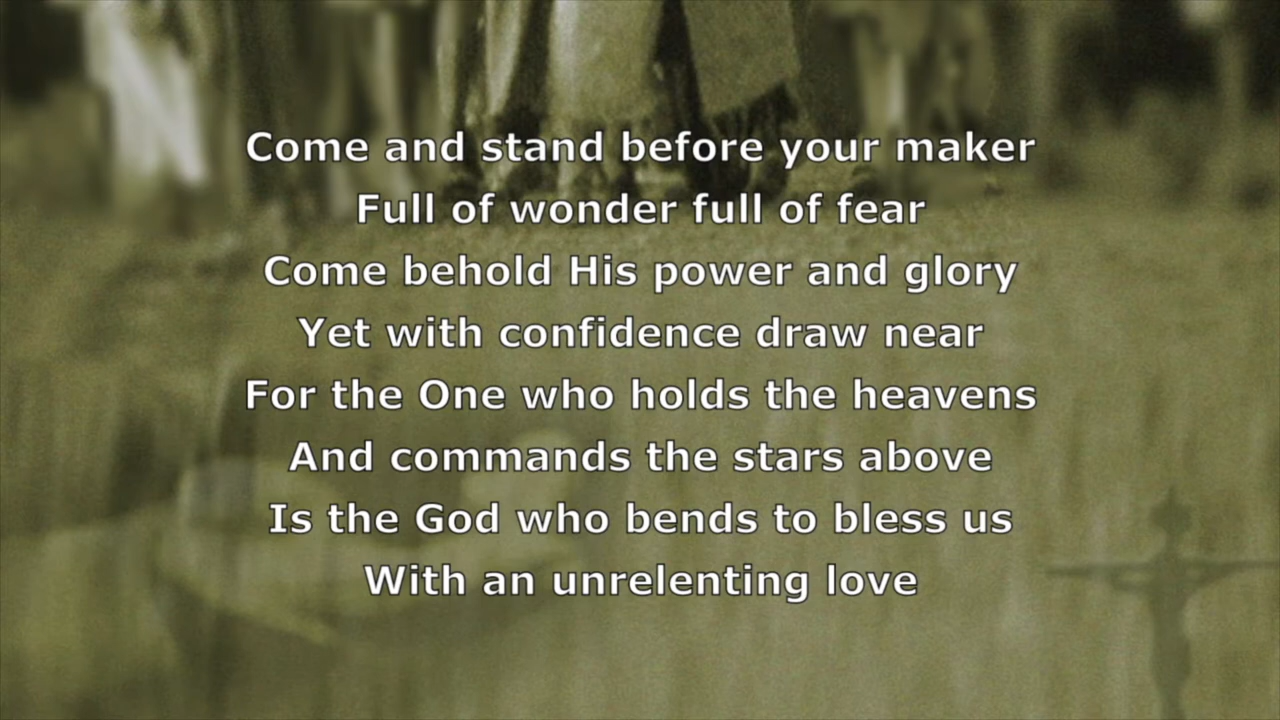 Come and stand before your maker
Full of wonder full of fear
Come behold His power and glory
Yet with confidence draw near
For the One who holds the heavens
And commands the stars above
Is the God who bends to bless us
With an unrelenting love